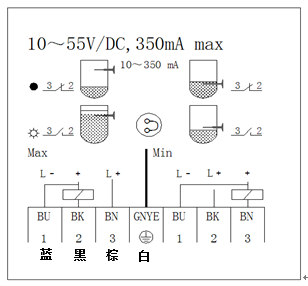 10~55V/DC,350mA max
10~350 mA
3 2 3 2
3 2 3 2
Max Min
L- + L+ L- L+ +
BU BK BN GNYE BU BK BN
1 2 3 1 2 3
蓝 黑 棕 白